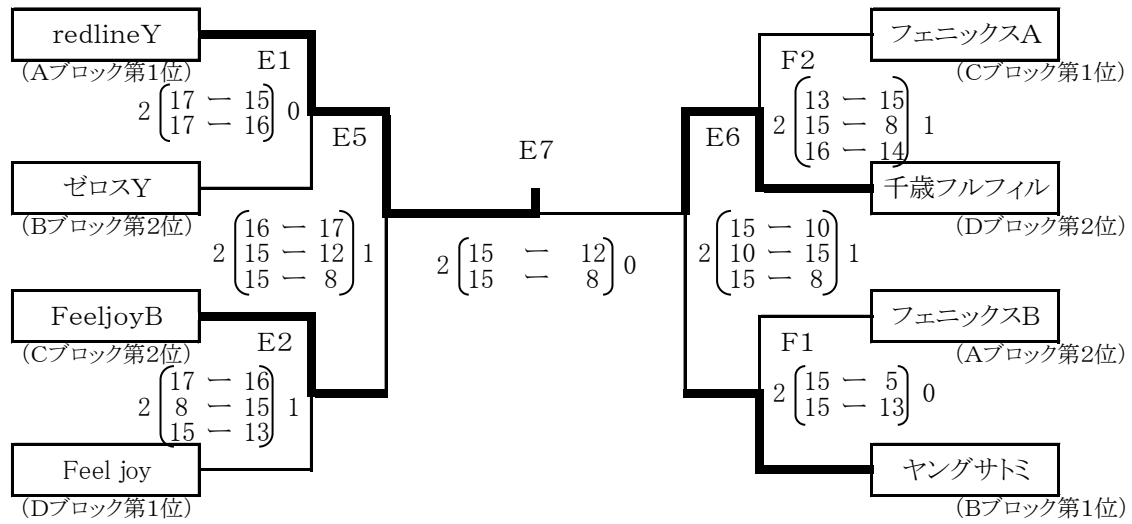 redlineY
(Aブロック第1位)
E1
2 17 ー 15 0
17 ー 16
ゼロスY
(Bブロック第2位)
E5
2 16 ー 17 1
15 ー 12
15 ー 8
FeeljoyB
(Cブロック第2位)
E2
2 17 ー 16 1
8 ー 15
15 ー 13
Feel joy
(Dブロック第1位)
E7
2 15 ー 12 0
15 ー 8
フェニックスA
(Cブロック第1位)
F2
2 13 ー 15 1
15 ー 8
16 ー 14
千歳フルフィル
(Dブロック第2位)
E6
2 15 ー 10 1
10 ー 15
15 ー 8
フェニックスB
(Aブロック第2位)
F1
2 15 ー 5 0
15 ー 13
ヤングサトミ
(Bブロック第1位)